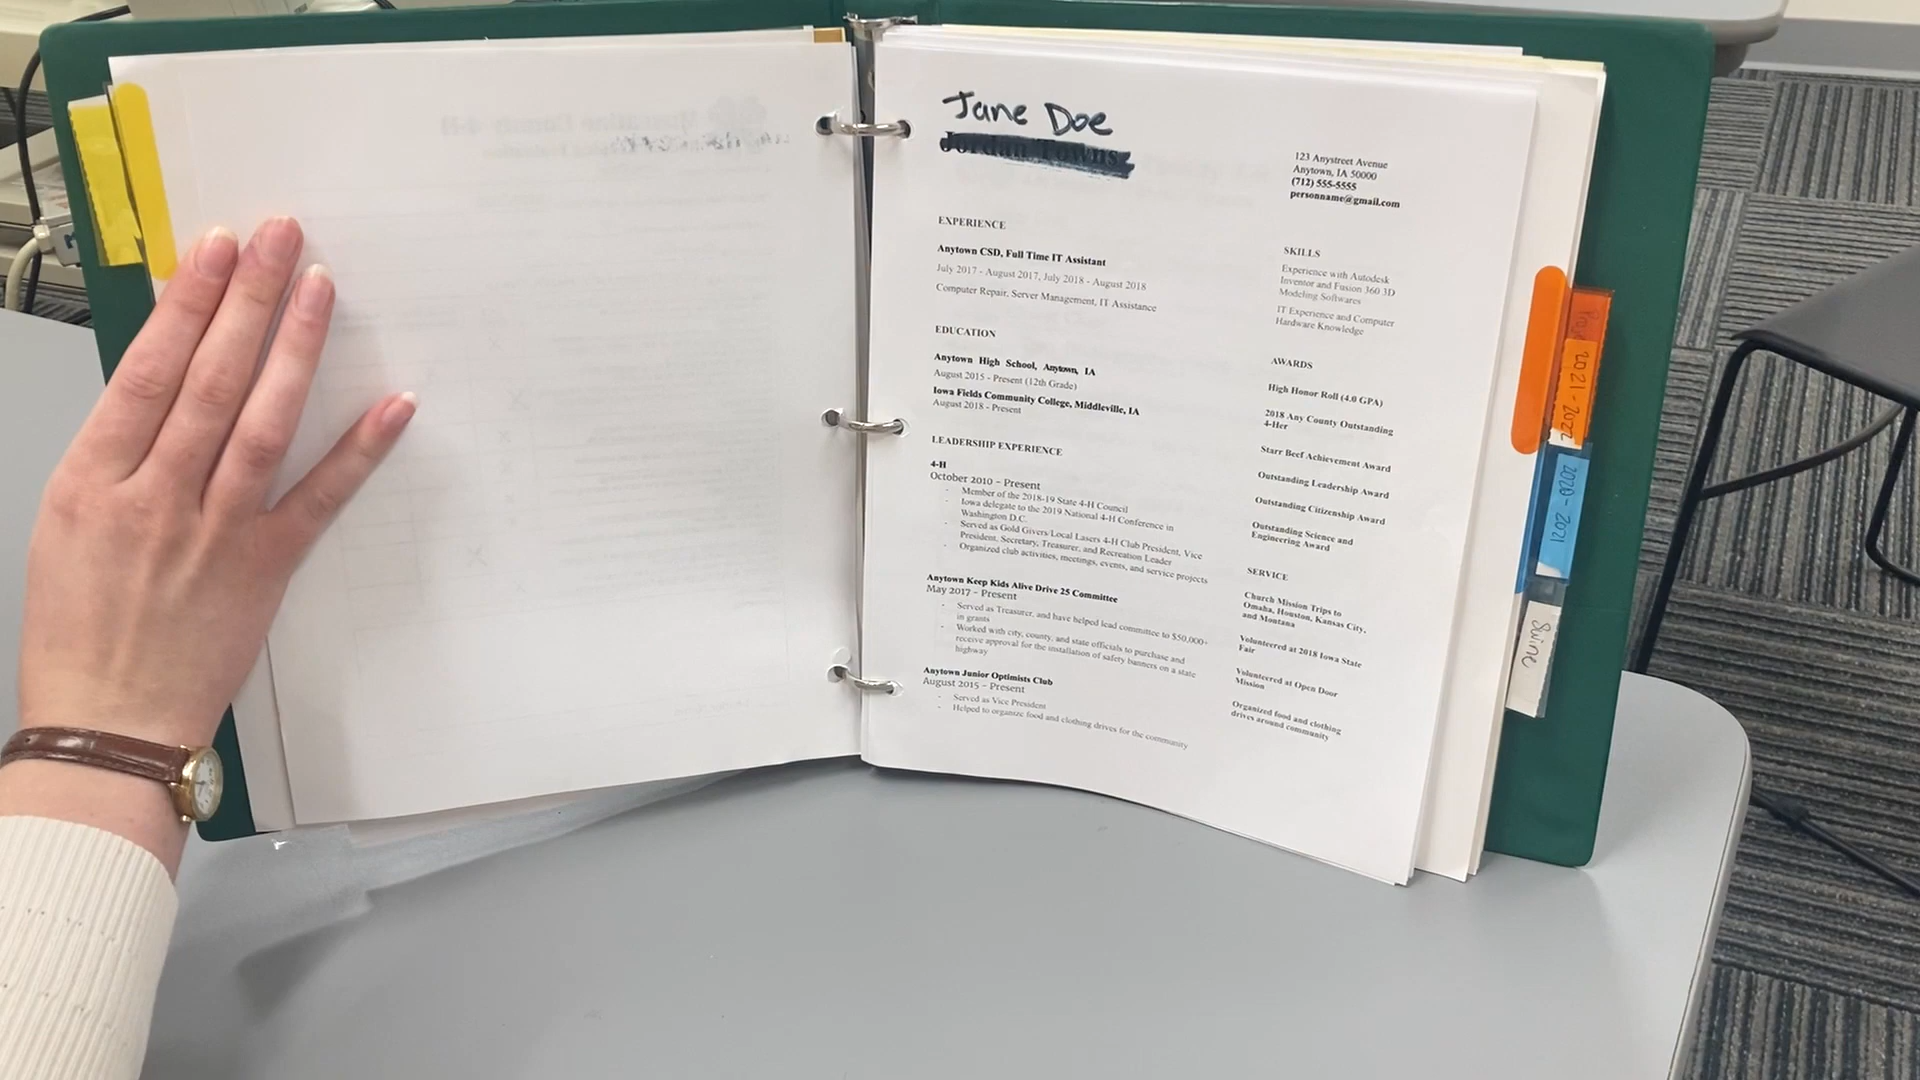 Jane Doe
Jordan Towns
123 Anystreet Avenue
Anytown, IA 50000
(712) 555-5555
personname@gmail.com
EXPERIENCE
Anytown CSD, Full Time IT Assistant
July 2017 - August 2017, July 2018 - August 2018
Computer Repair, Server Management, IT Assistance
EDUCATION
Anytown High School, Anytown, IA
August 2015 - Present (12th Grade)
Iowa Fields Community College, Middleville, IA
August 2018 - Present
LEADERSHIP EXPERIENCE
4-H
October 2010 – Present
- Member of the 2018-19 State 4-H Council
Iowa delegate to the 2019 National 4-H Conference in
Washington D.C.
- Served as Gold Givers/Local Lasers 4-H Club President, Vice
President, Secretary, Treasurer, and Recreation Leader
- Organized club activities, meetings, events, and service projects
Anytown Keep Kids Alive Drive 25 Committee
May 2017 – Present
- Served as Treasurer, and have helped lead committee to $50,000+
in grants
- Worked with city, county, and state officials to purchase and
receive approval for the installation of safety banners on a state
highway
Anytown Junior Optimists Club
August 2015 – Present
- Served as Vice President
- Helped to organize food and clothing drives for the community
SKILLS
Experience with Autodesk
Inventor and Fusion 360 3D
Modeling Softwares
IT Experience and Computer
Hardware Knowledge
AWARDS
High Honor Roll (4.0 GPA)
2018 Any County Outstanding
4-Her
Starr Beef Achievement Award
Outstanding Leadership Award
Outstanding Citizenship Award
Outstanding Science and
Engineering Award
SERVICE
Church Mission Trips to
Omaha, Houston, Kansas City,
and Montana
Volunteered at 2018 Iowa State
Fair
Volunteered at Open Door
Mission
Organized food and clothing
drives around community
2021 - 2022
2020 - 2021
Swine